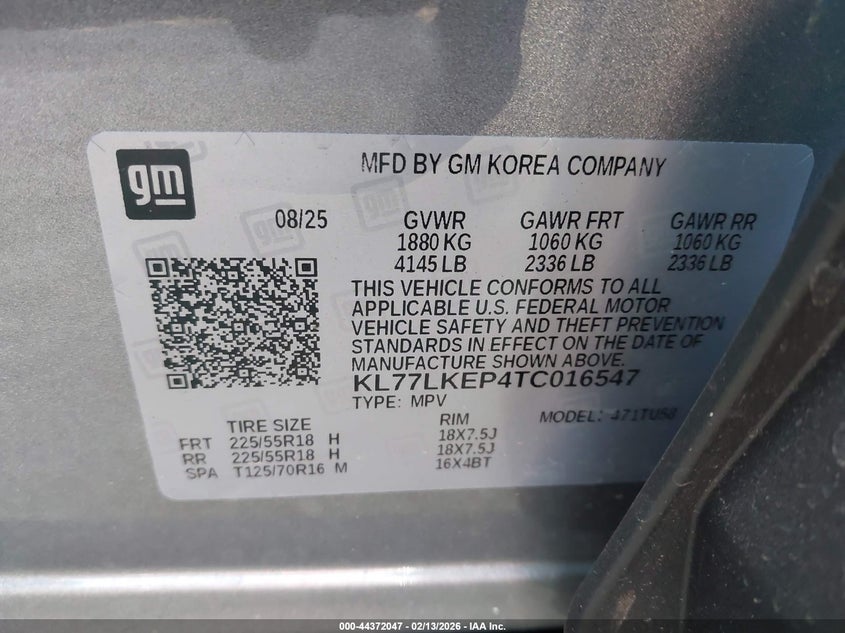 gm
MFD BY GM KOREA COMPANY
08/25
GVWR GAWR FRT GAWR RR
1880 KG 1060 KG 1060 KG
4145 LB 2336 LB 2336 LB
THIS VEHICLE CONFORMS TO ALL
APPLICABLE U.S. FEDERAL MOTOR
VEHICLE SAFETY AND THEFT PREVENTION
STANDARDS IN EFFECT ON THE DATE OF
MANUFACTURE SHOWN ABOVE.
KL77LKEP4TC016547
TYPE: MPV MODEL: 471TU58
TIRE SIZE RIM
FRT 225/55R18 H 18X7.5J
RR 225/55R18 H 18X7.5J
SPA T125/70R16 M 16X4BT
000-44372047 - 02/13/2026 - IAA Inc.